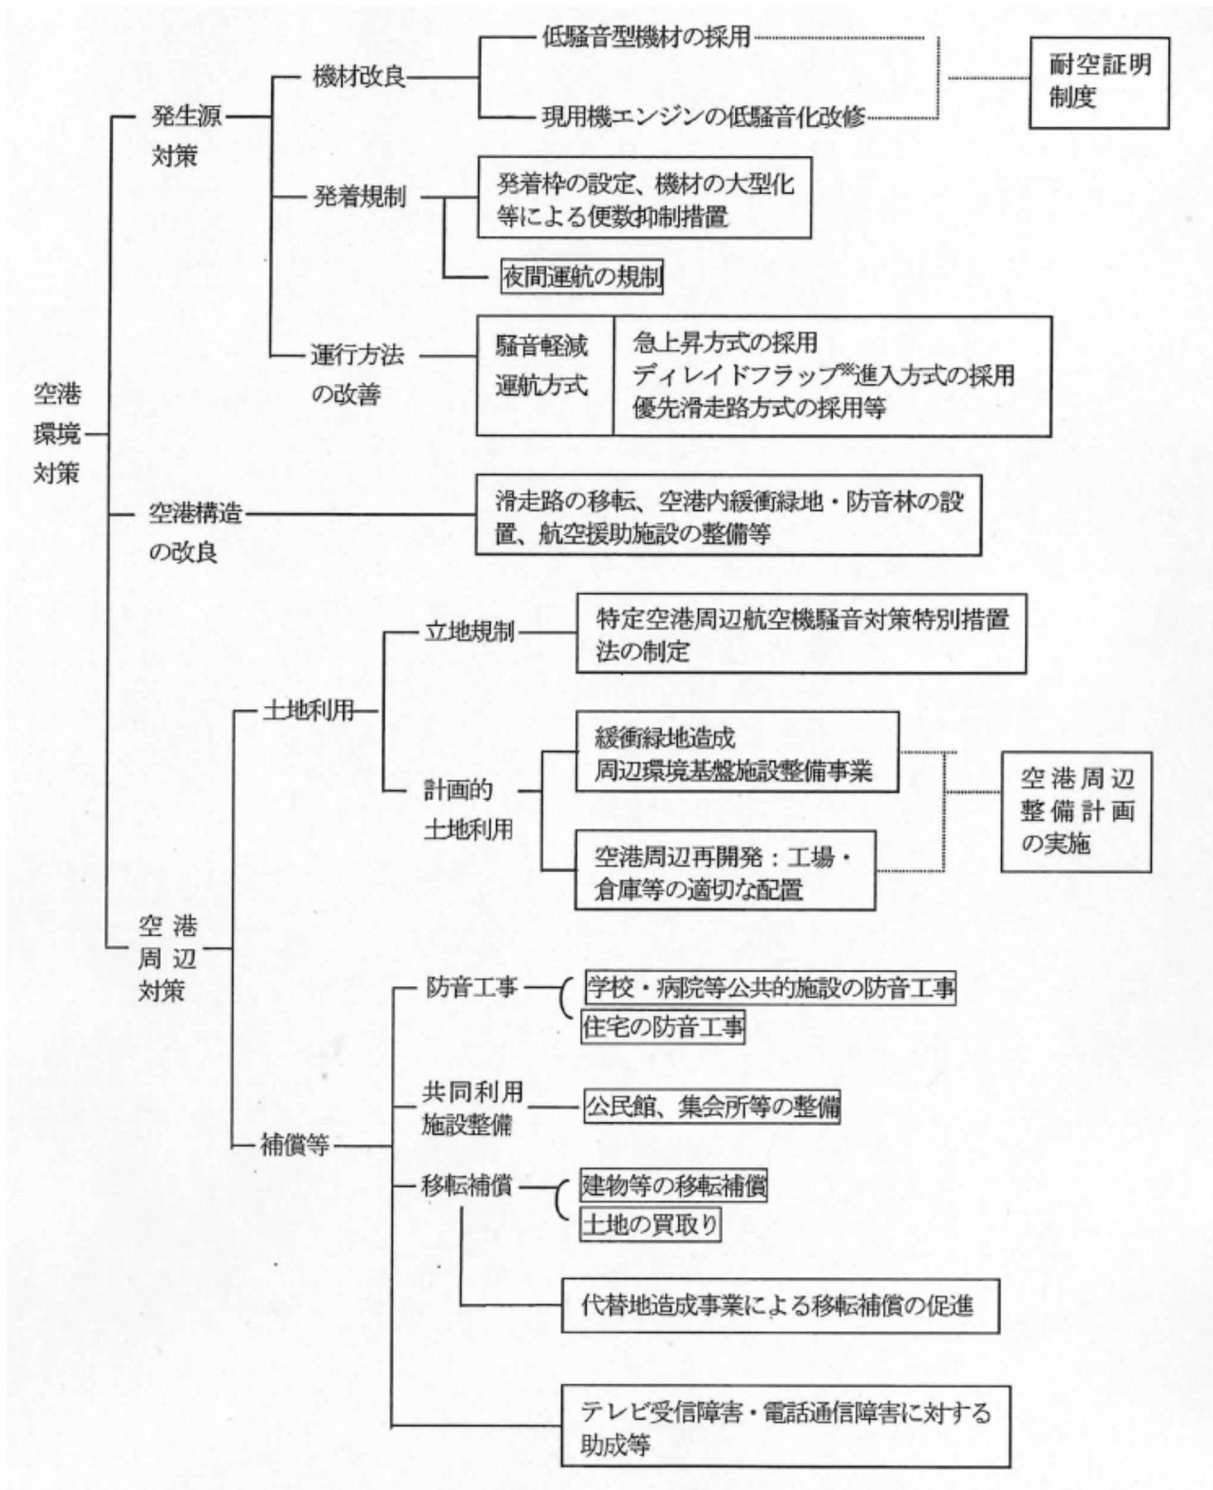 低騒音型機材の採用
機材改良
耐空証明
制度
発生源
対策
現用機エンジンの低騒音化改修
発着規制
発着枠の設定、機材の大型化
等による便数抑制措置
夜間運航の規制
運行方法
の改善
騒音軽減
運航方式
急上昇方式の採用
ディレイドフラップ※進入方式の採用
優先滑走路方式の採用等
空港
環境
対策
空港構造
の改良
滑走路の移転、空港内緩衝緑地・防音林の設
置、航空援助施設の整備等
立地規制
特定空港周辺航空機騒音対策特別措置
法の制定
土地利用
計画的
土地利用
緩衝緑地造成
周辺環境基盤施設整備事業
空港周辺再開発：工場・
倉庫等の適切な配置
空港周辺
整備計画
の実施
空港
周辺
対策
防音工事
学校・病院等公共的施設の防音工事
住宅の防音工事
共同利用
施設整備
公民館、集会所等の整備
補償等
移転補償
建物等の移転補償
土地の買取り
代替地造成事業による移転補償の促進
テレビ受信障害・電話通信障害に対する
助成等